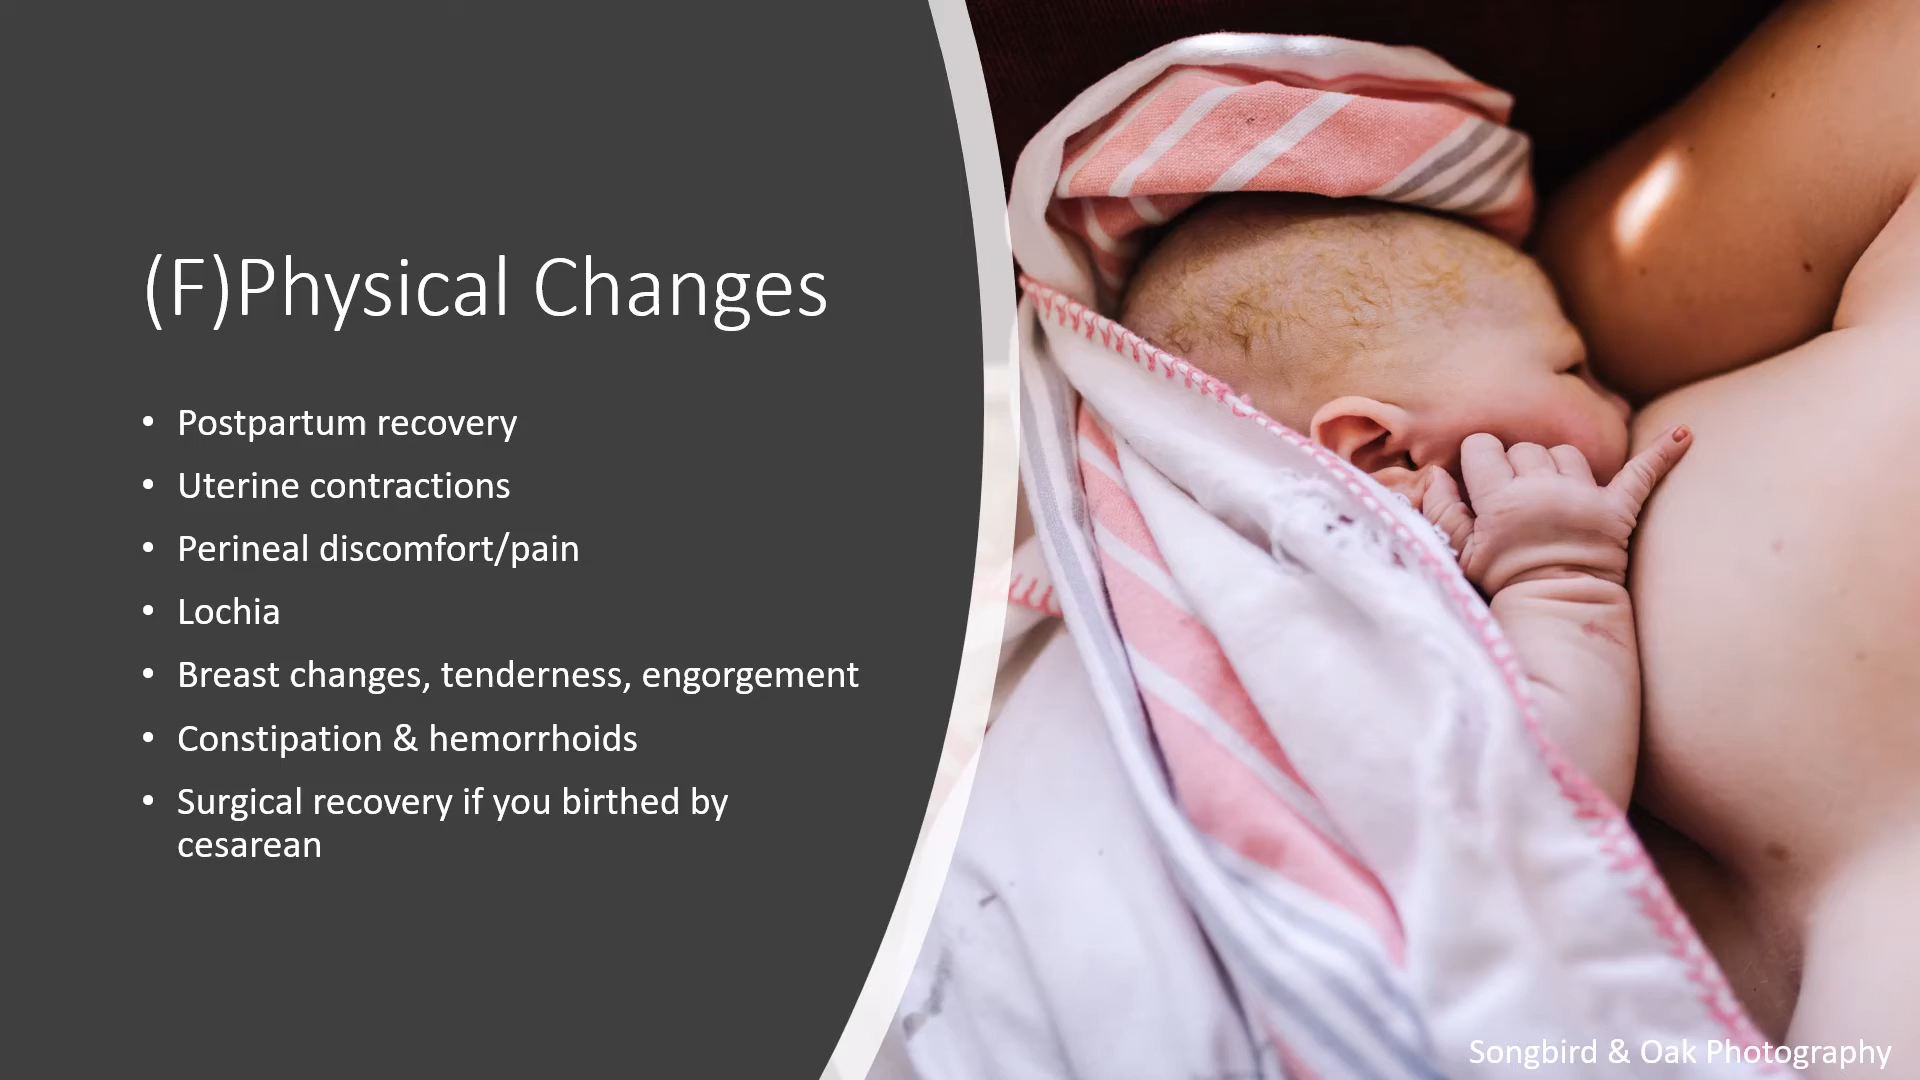 (F)Physical Changes
• Postpartum recovery
• Uterine contractions
• Perineal discomfort/pain
• Lochia
• Breast changes, tenderness, engorgement
• Constipation & hemorrhoids
• Surgical recovery if you birthed by
cesarean
Songbird & Oak Photography